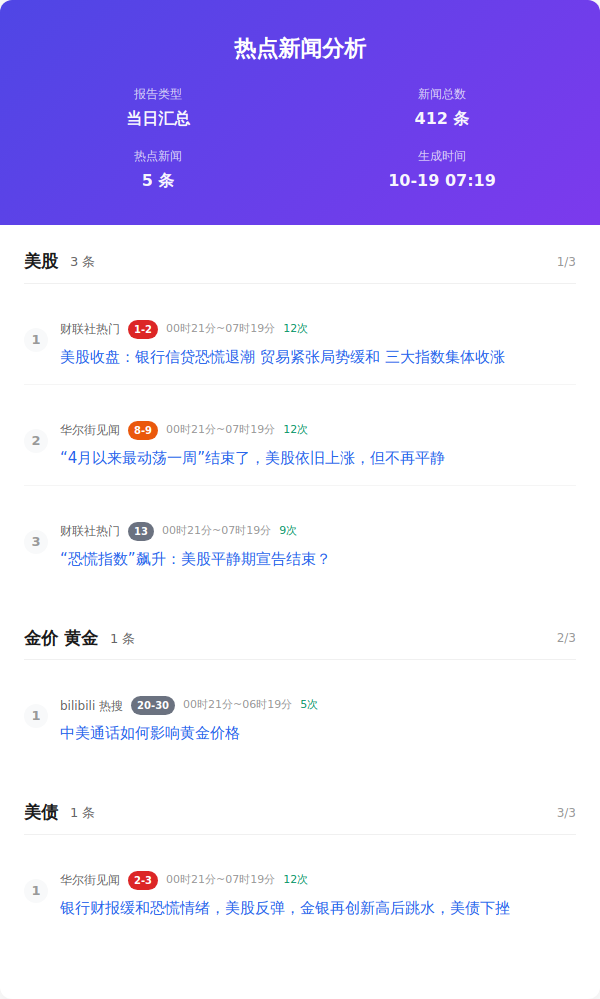 热点新闻分析
报告类型
新闻总数
当日汇总
412 条
热点新闻
生成时间
5 条
10-19 07:19
美股 3 条 1/3
1
财联社热门 1-2 00时21分~07时19分 12次
美股收盘：银行信贷恐慌退潮 贸易紧张局势缓和 三大指数集体收涨
2
华尔街见闻 8-9 00时21分~07时19分 12次
“4月以来最动荡一周”结束了，美股依旧上涨，但不再平静
3
财联社热门 13 00时21分~07时19分 9次
“恐慌指数”飙升：美股平静期宣告结束？
金价 黄金 1 条 2/3
1
bilibili 热搜 20-30 00时21分~06时19分 5次
中美通话如何影响黄金价格
美债 1 条 3/3
1
华尔街见闻 2-3 00时21分~07时19分 12次
银行财报缓和恐慌情绪，美股反弹，金银再创新高后跳水，美债下挫